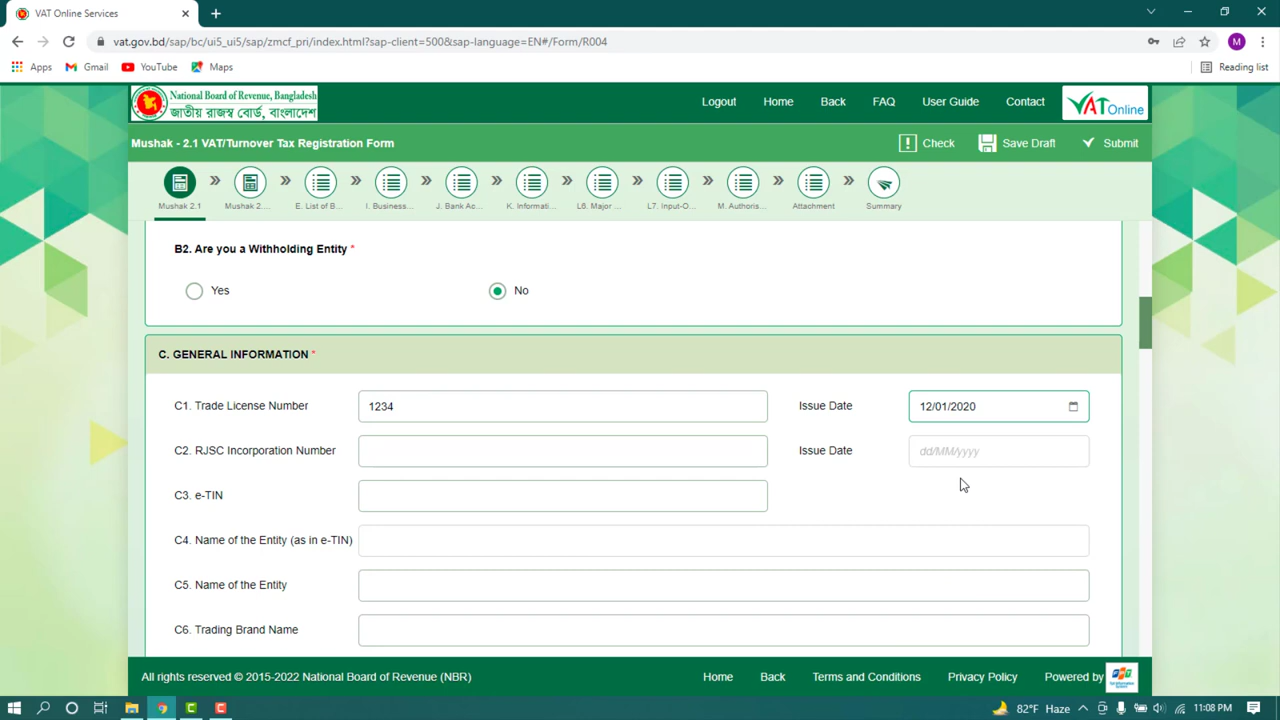 VAT Online Services
vat.gov.bd/sap/bc/ui5_ui5/sap/zmcf_pri/index.html?sap-client=500&sap-language=EN#/Form/R004
M
Apps
Gmail
YouTube
Maps
Reading list
National Board of Revenue, Bangladesh
জাতীয় রাজস্ব বোর্ড, বাংলাদেশ
Logout
Home
Back
FAQ
User Guide
Contact
VAT Online
Mushak - 2.1 VAT/Turnover Tax Registration Form
Check
Save Draft
Submit
Mushak 2.1
Mushak 2....
E. List of B...
I. Business...
J. Bank Ac...
K. Informati...
L6. Major ...
L7. Input-O...
M. Authoris...
Attachment
Summary
B2. Are you a Withholding Entity *
Yes
No
C. GENERAL INFORMATION *
C1. Trade License Number
1234
Issue Date
12/01/2020
C2. RJSC Incorporation Number
Issue Date
dd/MM/yyyy
C3. e-TIN
C4. Name of the Entity (as in e-TIN)
C5. Name of the Entity
C6. Trading Brand Name
All rights reserved © 2015-2022 National Board of Revenue (NBR)
Home
Back
Terms and Conditions
Privacy Policy
Powered by
82°F Haze
11:08 PM